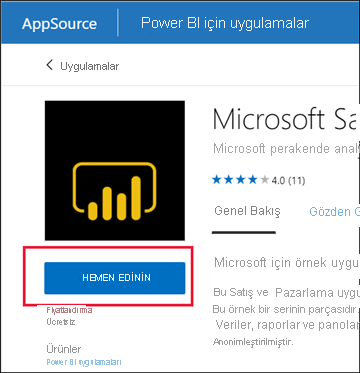 AppSource
Power BI için uygulamalar
Uygulamalar
Microsoft Sa
Microsoft perakende anal
4.0 (11)
Genel Bakış
Gözden G
HEMEN EDİNİN
Microsoft için örnek uygu
Fiyatlandırma
Ücretsiz
Bu Satış ve Pazarlama uygu
Bu örnek bir serinin parçasıdır
Veriler, raporlar ve panolar
Anonimleştirilmiştir.
Ürünler
Power BI uygulamaları